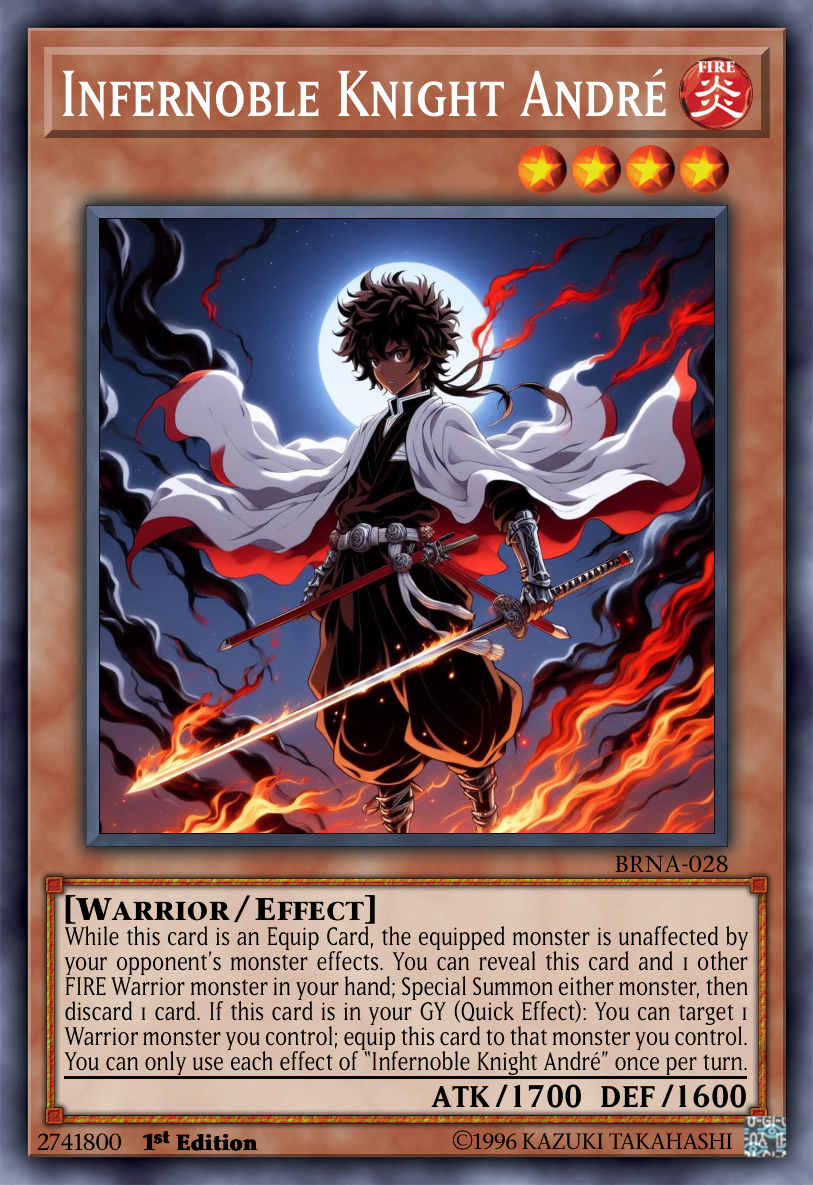 Infernoble Knight André
FIRE
炎
BRNA-028
[Warrior/Effect]
While this card is an Equip Card, the equipped monster is unaffected by
your opponent's monster effects. You can reveal this card and 1 other
FIRE Warrior monster in your hand; Special Summon either monster, then
discard 1 card. If this card is in your GY (Quick Effect): You can target 1
Warrior monster you control; equip this card to that monster you control.
You can only use each effect of "Infernoble Knight André" once per turn.
ATK/1700 DEF/1600
2741800 1st Edition ©1996 KAZUKI TAKAHASHI